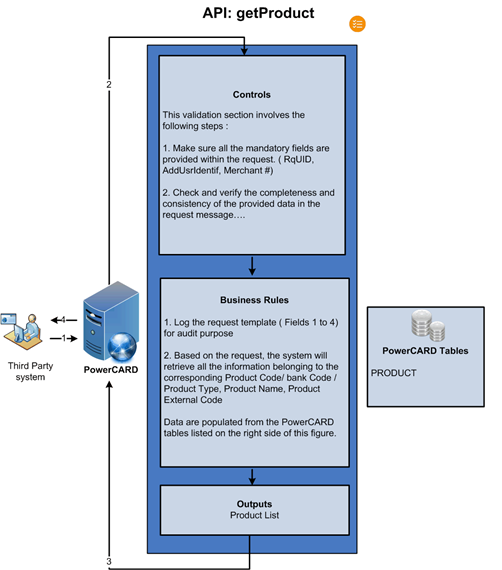 API: getProduct
2
Controls
This validation section involves the
following steps :
1. Make sure all the mandatory fields are
provided within the request. ( RqUID,
AddUsrIdentif, Merchant #)
2. Check and verify the completeness and
consistency of the provided data in the
request message....
Business Rules
1. Log the request template ( Fields 1 to 4)
for audit purpose
2. Based on the request, the system will
retrieve all the information belonging to the
corresponding Product Code/ bank Code /
Product Type, Product Name, Product
External Code
Data are populated from the PowerCARD
tables listed on the right side of this figure.
4
1
Third Party
system
PowerCARD
PowerCARD Tables
PRODUCT
Outputs
Product List
3